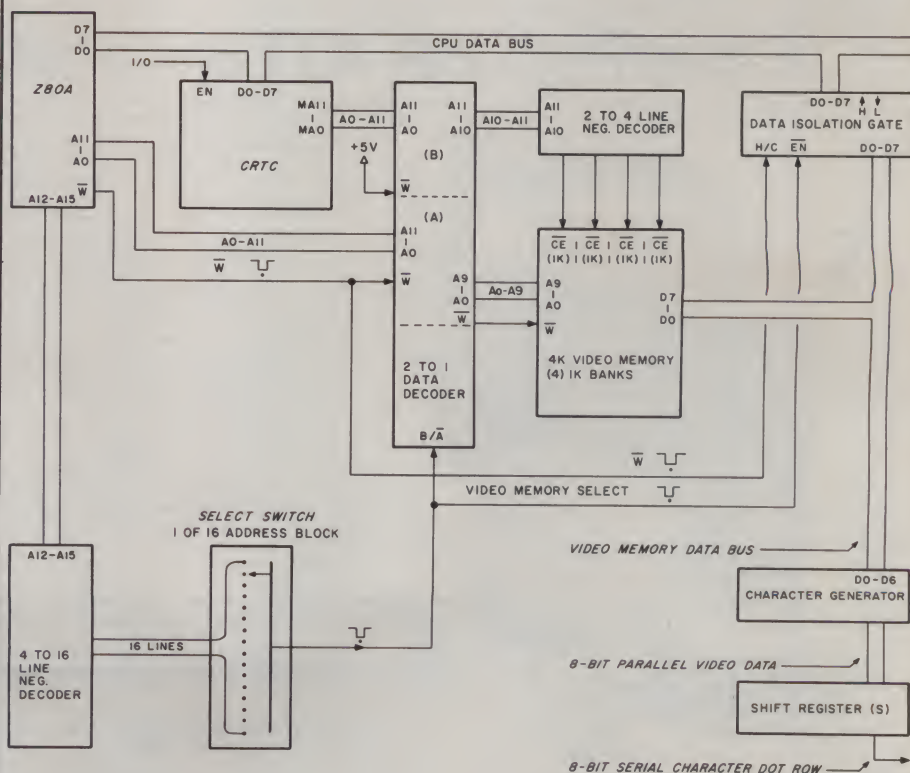 D7
I
D0
CPU DATA BUS
I/O
Z80A
EN D0-D7
MA11
I
MA0
A0-A11
CRTC
A11
I
A0
A11
I
A10
A10-A11
A11
I
A10
2 TO 4 LINE
NEG. DECODER
D0-D7 H L
DATA ISOLATION GATE
H/C EN D0-D7
+5V
(B)
W
A11
I
A0
W
A12-A15
(A)
A11
I
A0
A0-A11
W
W
A9
I
A0
W
A0-A9
CE I CE I CE I CE
(1K) I (1K) I (1K) I (1K)
A9
I
A0
D7
I
D0
W
4K VIDEO MEMORY
(4) 1K BANKS
2 TO 1
DATA
DECODER
B/A
W
VIDEO MEMORY SELECT
SELECT SWITCH
1 OF 16 ADDRESS BLOCK
VIDEO MEMORY DATA BUS
A12-A15
D0-D6
CHARACTER GENERATOR
16 LINES
4 TO 16
LINE
NEG.
DECODER
8-BIT PARALLEL VIDEO DATA
SHIFT REGISTER (S)
8-BIT SERIAL CHARACTER DOT ROW